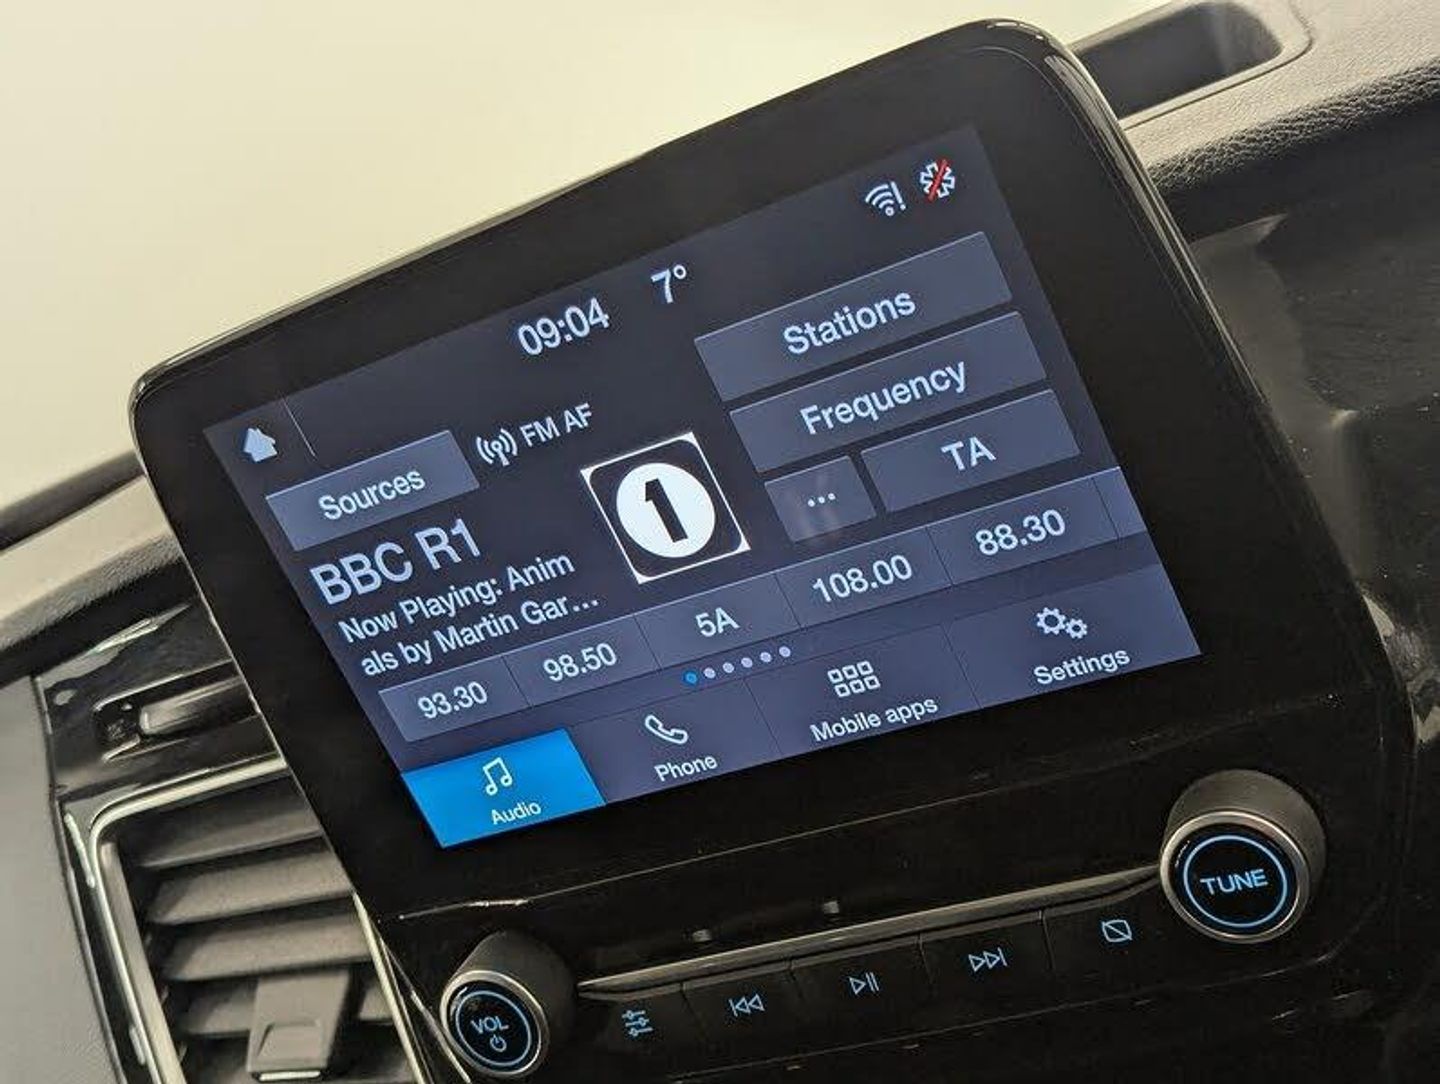 09:04 7°
Sources
FM AF
BBC R1
Now Playing: Anim
als by Martin Gar...
1
Stations
Frequency
...
TA
93.30
98.50
5A
108.00
88.30
Audio
Phone
Mobile apps
Settings
VOL
TUNE